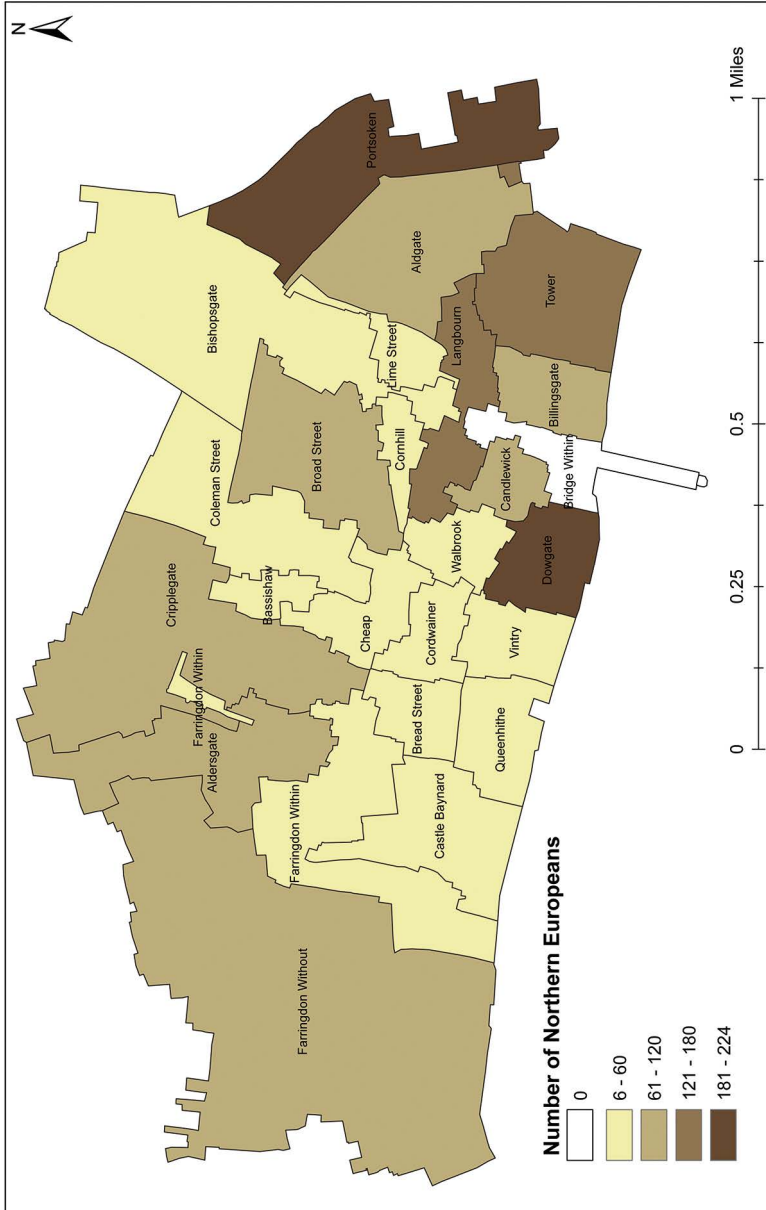 N
Portsoken
Aldgate
Tower
Bishopsgate
Lime Street
Langbourn
Billingsgate
Broad Street
Cornhill
Candlewick
Bridge Within
Coleman Street
Walbrook
Dowgate
Bassishaw
Cheap
Cordwainer
Vintry
Cripplegate
Farringdon Within
Aldersgate
Bread Street
Queenhithe
Farringdon Within
Castle Baynard
Farringdon Without
Number of Northern Europeans
0
6 - 60
61 - 120
121 - 180
181 - 224
0
0.25
0.5
1 Miles